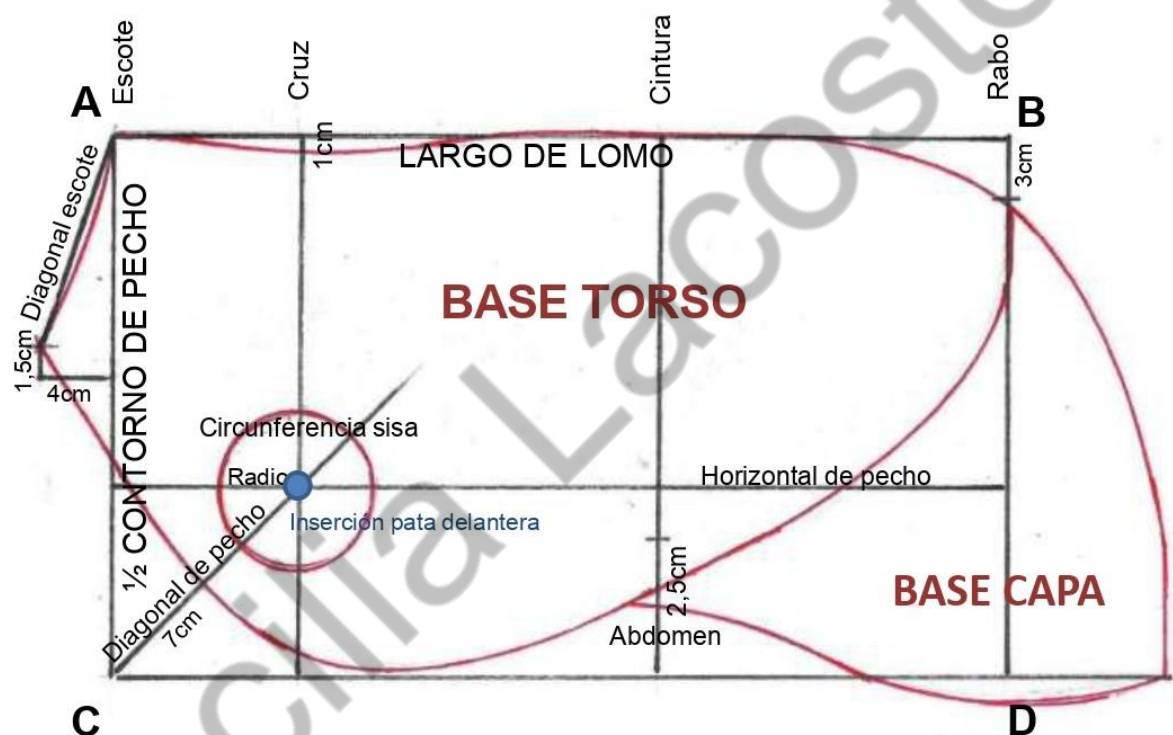 Escote
Cruz
Cintura
Rabo
A
B
1cm
LARGO DE LOMO
3cm
Diagonal escote
½ CONTORNO DE PECHO
BASE TORSO
1,5cm
4cm
Circunferencia sisa
Radio
Horizontal de pecho
Inserción pata delantera
Diagonal de pecho
7cm
2,5cm
BASE CAPA
Abdomen
C
D
cilia Lacoste